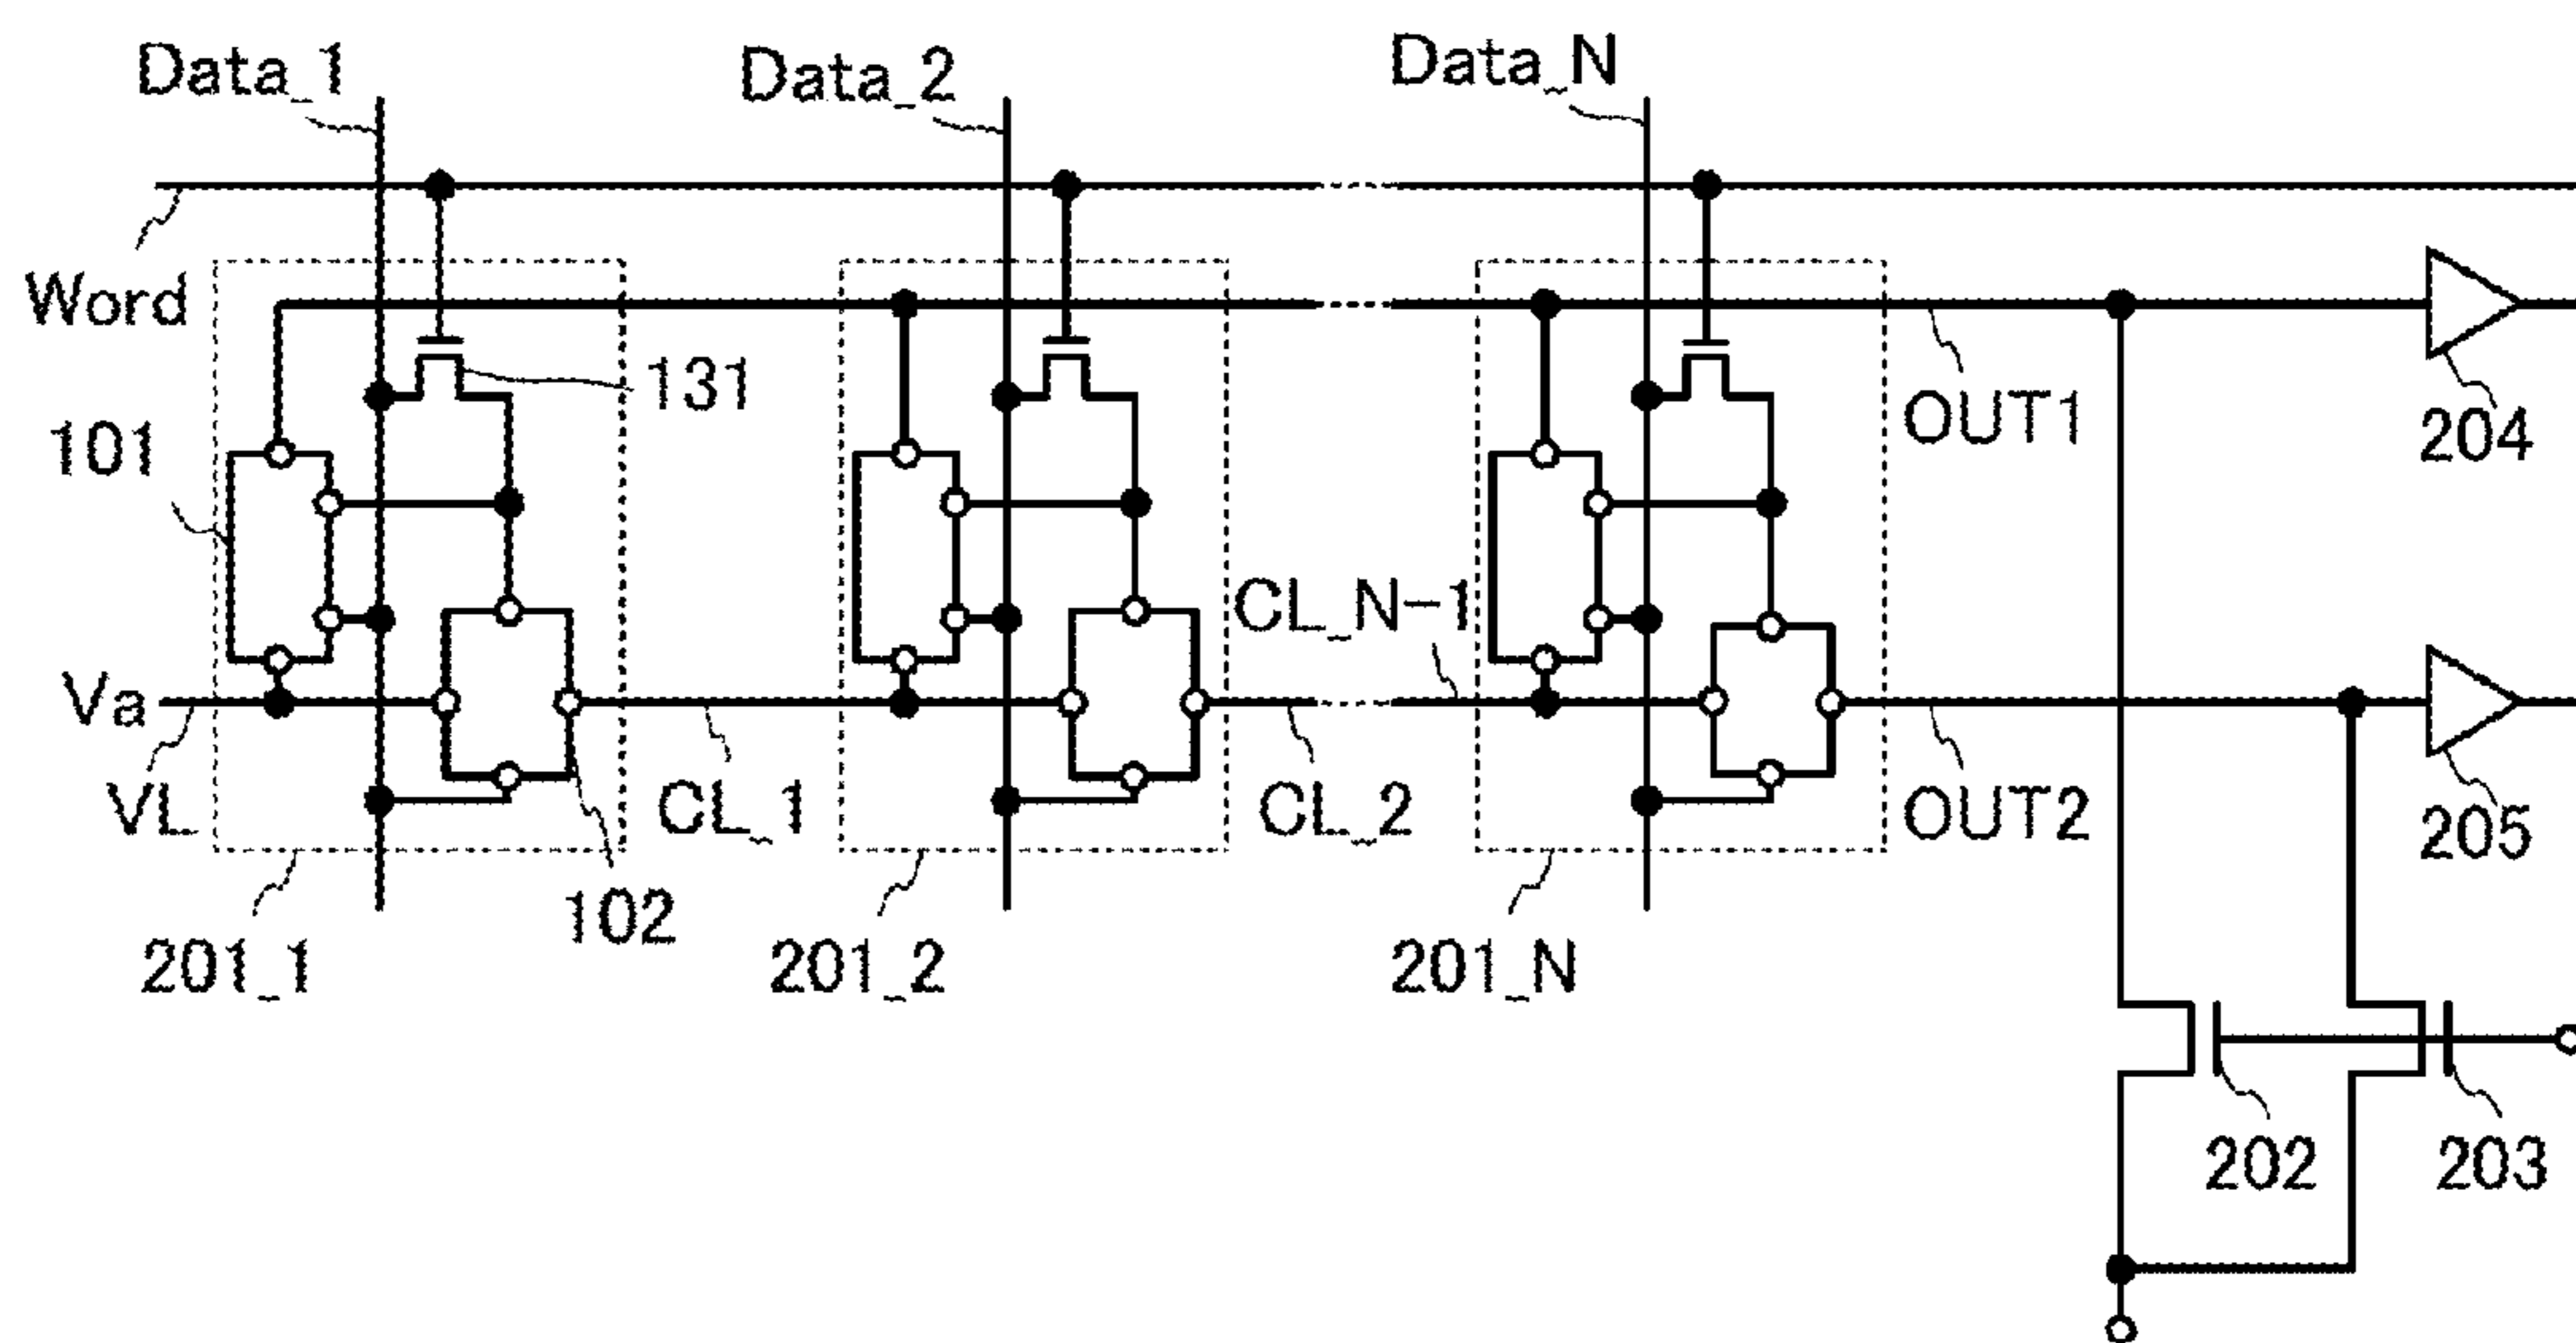 Data_1
Data_2
Data_N
Word
131
101
OUT1
204
CL_N-1
Va
VL
CL_1
CL_2
OUT2
205
102
201_1
201_2
201_N
202
203